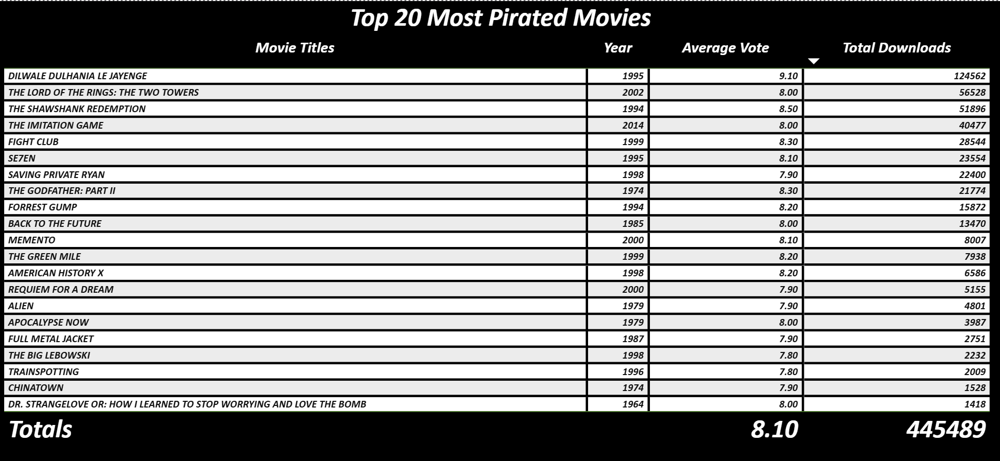 Top 20 Most Pirated Movies
Movie Titles Year Average Vote Total Downloads
DILWALE DULHANIA LE JAYENGE 1995 9.10 124562
THE LORD OF THE RINGS: THE TWO TOWERS 2002 8.00 56528
THE SHAWSHANK REDEMPTION 1994 8.50 51896
THE IMITATION GAME 2014 8.00 40477
FIGHT CLUB 1999 8.30 28544
SE7EN 1995 8.10 23554
SAVING PRIVATE RYAN 1998 7.90 22400
THE GODFATHER: PART II 1974 8.30 21774
FORREST GUMP 1994 8.20 15872
BACK TO THE FUTURE 1985 8.00 13470
MEMENTO 2000 8.10 8007
THE GREEN MILE 1999 8.20 7938
AMERICAN HISTORY X 1998 8.20 6586
REQUIEM FOR A DREAM 2000 7.90 5155
ALIEN 1979 7.90 4801
APOCALYPSE NOW 1979 8.00 3987
FULL METAL JACKET 1987 7.90 2751
THE BIG LEBOWSKI 1998 7.80 2232
TRAINSPOTTING 1996 7.80 2009
CHINATOWN 1974 7.90 1528
DR. STRANGELOVE OR: HOW I LEARNED TO STOP WORRYING AND LOVE THE BOMB 1964 8.00 1418
Totals 8.10 445489